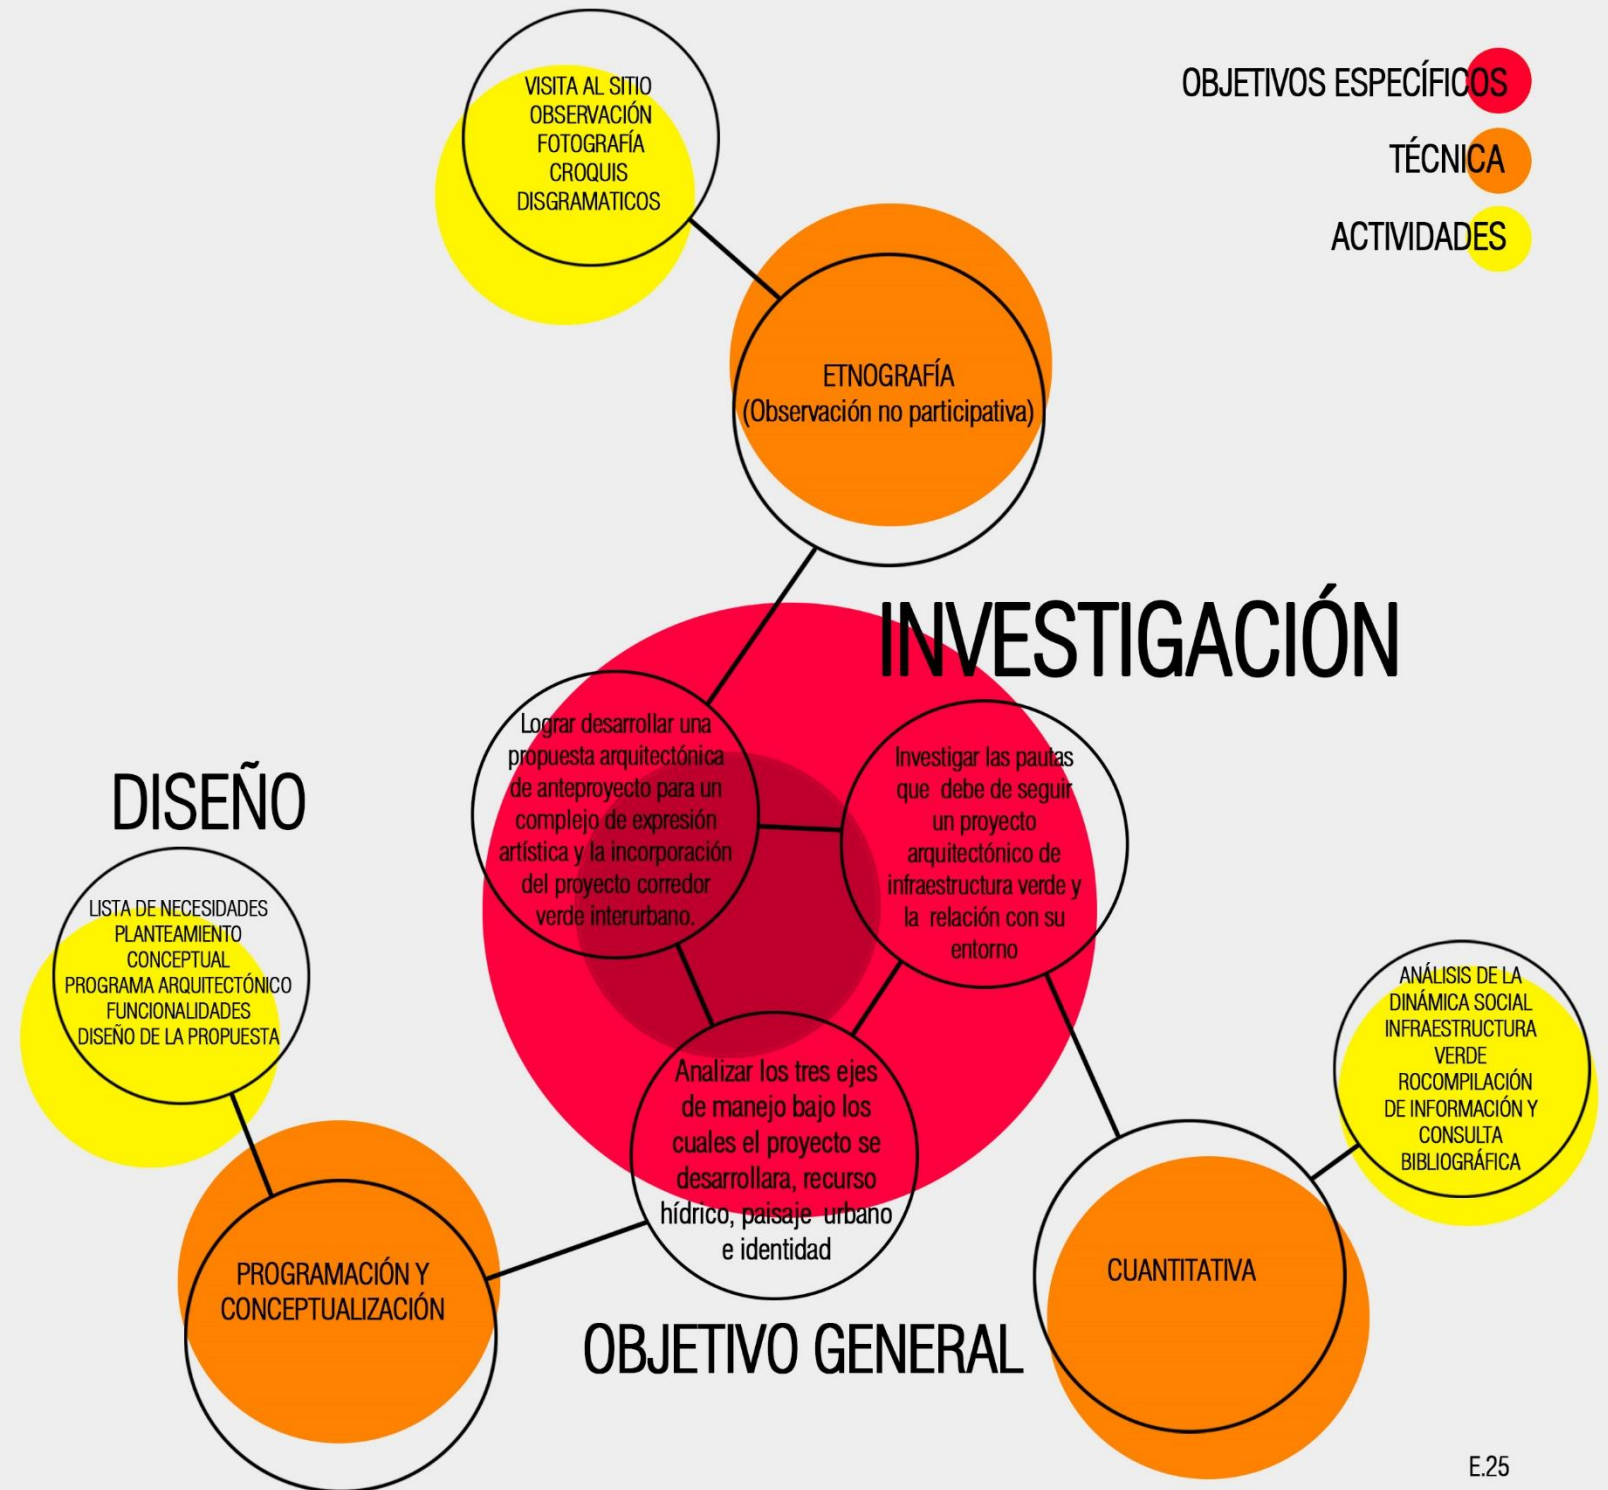 OBJETIVOS ESPECÍFICOS
TÉCNICA
ACTIVIDADES
VISITA AL SITIO
OBSERVACIÓN
FOTOGRAFÍA
CROQUIS
DISGRAMATICOS
ETNOGRAFÍA
(Observación no participativa)
INVESTIGACIÓN
Lograr desarrollar una
propuesta arquitectónica
de anteproyecto para un
complejo de expresión
artística y la incorporación
del proyecto corredor
verde interurbano.
Investigar las pautas
que debe de seguir
un proyecto
arquitectónico de
infraestructura verde y
la relación con su
entorno
DISEÑO
LISTA DE NECESIDADES
PLANTEAMIENTO
CONCEPTUAL
PROGRAMA ARQUITECTÓNICO
FUNCIONALIDADES
DISEÑO DE LA PROPUESTA
ANÁLISIS DE LA
DINÁMICA SOCIAL
INFRAESTRUCTURA
VERDE
ROCOMPILACIÓN
DE INFORMACIÓN Y
CONSULTA
BIBLIOGRÁFICA
Analizar los tres ejes
de manejo bajo los
cuales el proyecto se
desarrollara, recurso
hídrico, paisaje urbano
e identidad
PROGRAMACIÓN Y
CONCEPTUALIZACIÓN
CUANTITATIVA
OBJETIVO GENERAL
E.25